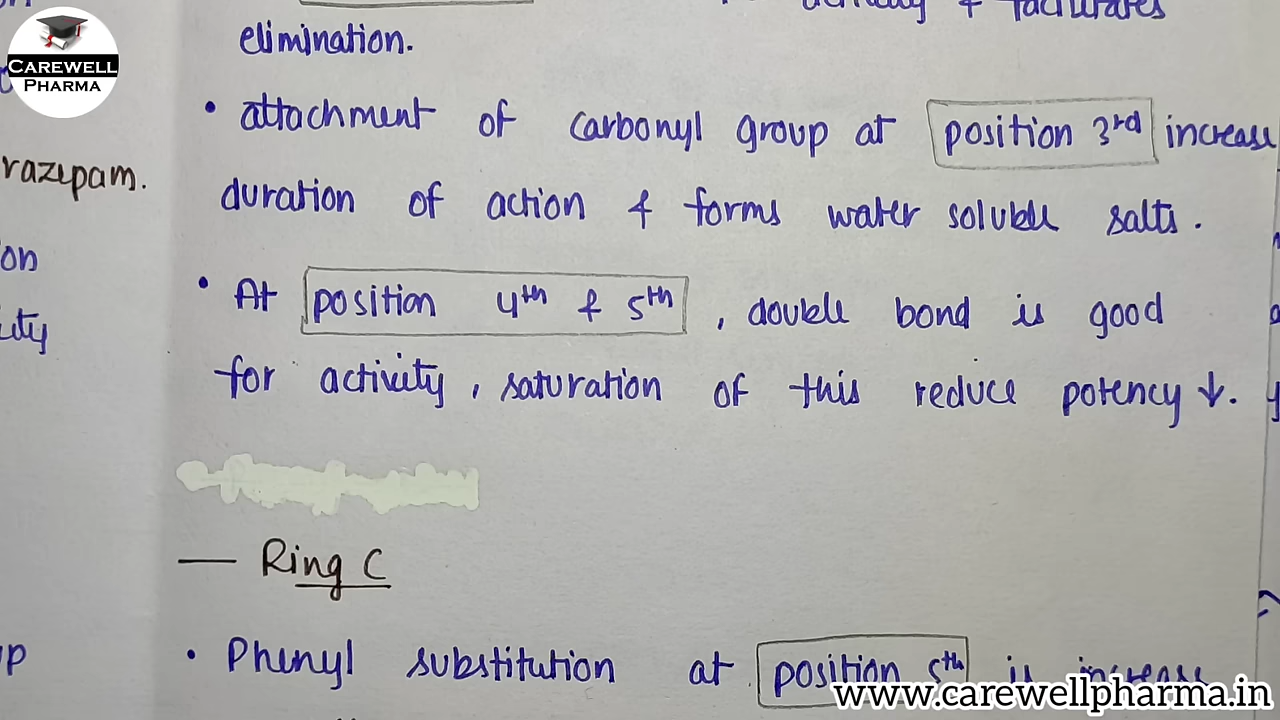 CAREWELL
PHARMA
elimination.
• attachment of carbonyl group at position 3rd increase
razepam.
duration of action & forms water soluble salts.
on
• At position 4th & 5th, double bond is good
for activity, saturation of this reduce potency ↓.
— Ring C
• Phenyl substitution at position 5th is increase
www.carewellpharma.in